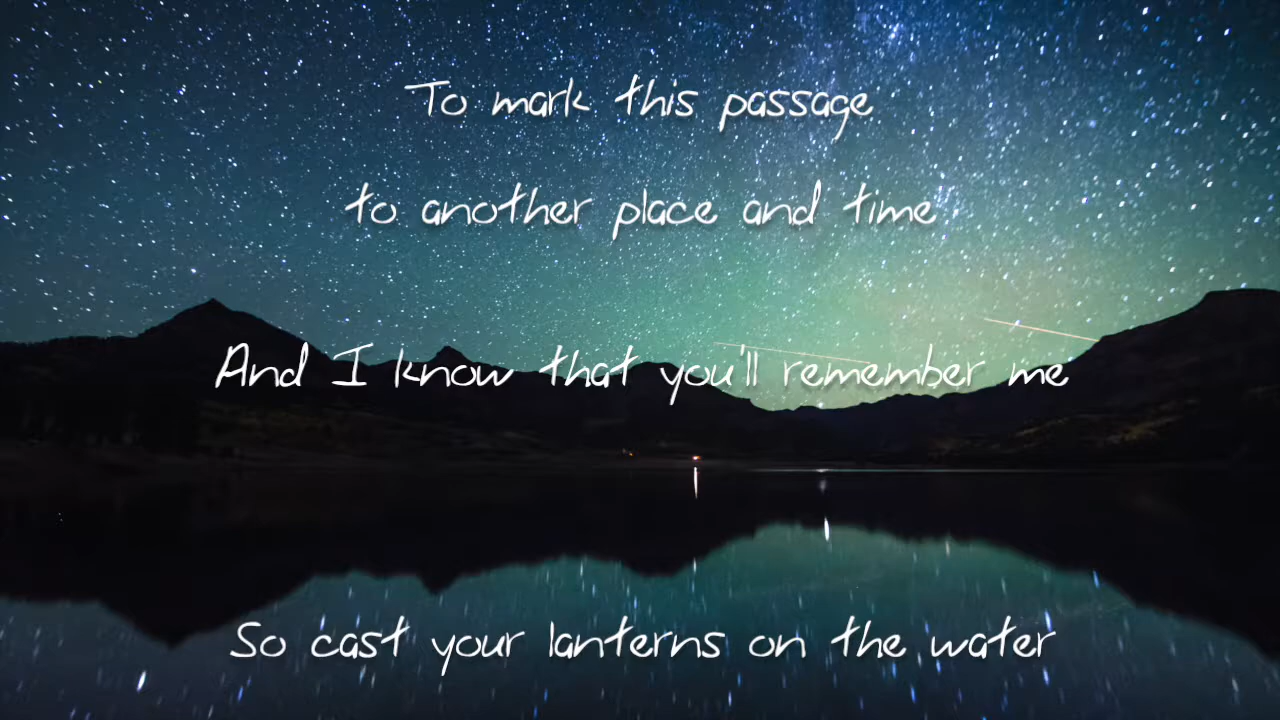 To mark this passage
to another place and time
And I know that you'll remember me
So cast your lanterns on the water